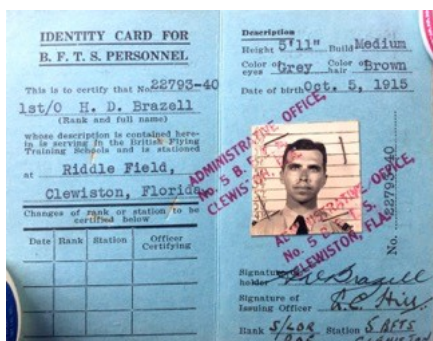 IDENTITY CARD FOR
B. F. T. S. PERSONNEL
This is to certify that No. 22793-40
1st/O H. D. Brazell
(Rank and full name)
whose description is contained here-
in is serving in the British Flying
Training Schools and is stationed
at Riddle Field,
Clewiston, Florida
Changes of rank or station to be
certified below
Date Rank Station Officer
Certifying
Description
Height 5'11" Build Medium
Color of eyes Grey Color of hair Brown
Date of birth Oct. 5, 1915
ADMINISTRATIVE OFFICE,
No. 5 B. F.
CLEWIS
ADMINISTRATIVE OFFICE,
No. 5 B. F. T. S.
CLEWISTON, FLA.
No. 22793-40
Signature of
holder H D Brazell
Signature of
Issuing Officer
Rank S/LDR Station 5 BFTS
CLEWISTON